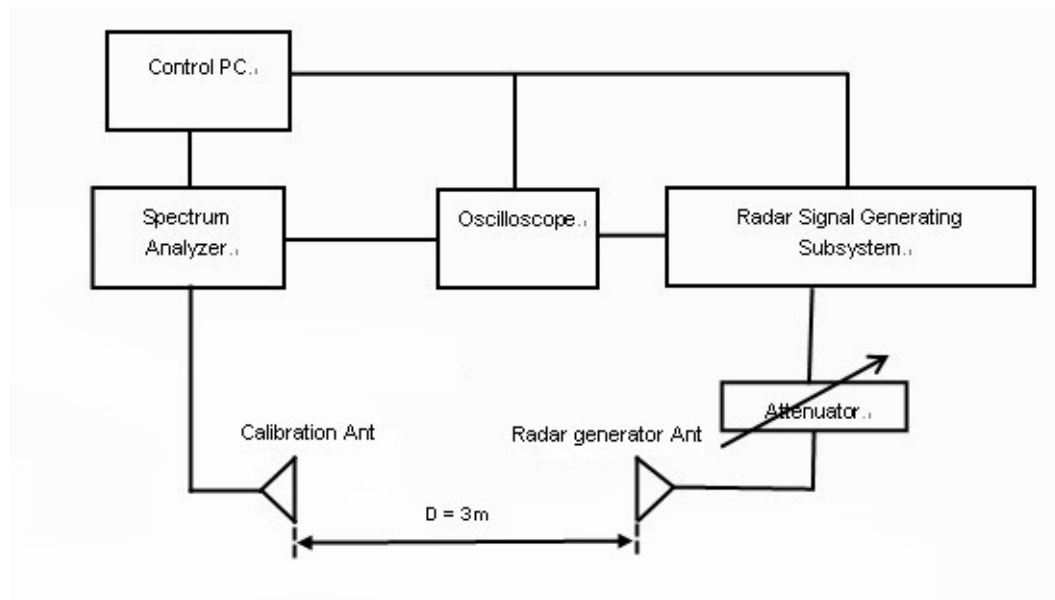 Control PC
Spectrum
Analyzer
Oscilloscope
Radar Signal Generating
Subsystem
Attenuator
Calibration Ant
Radar generator Ant
D = 3m